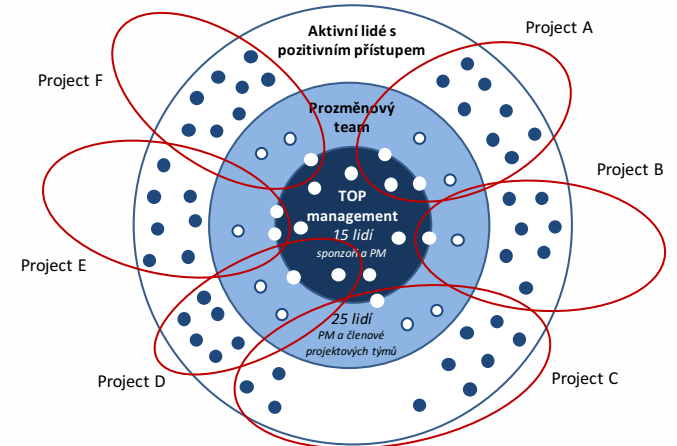 Aktivní lidé s
pozitivním přístupem
Project A
Project F
Prozměnový
team
Project B
TOP
management
15 lidí
sponzoři a PM
Project E
25 lidí
PM a členové
projektových týmů
Project D
Project C